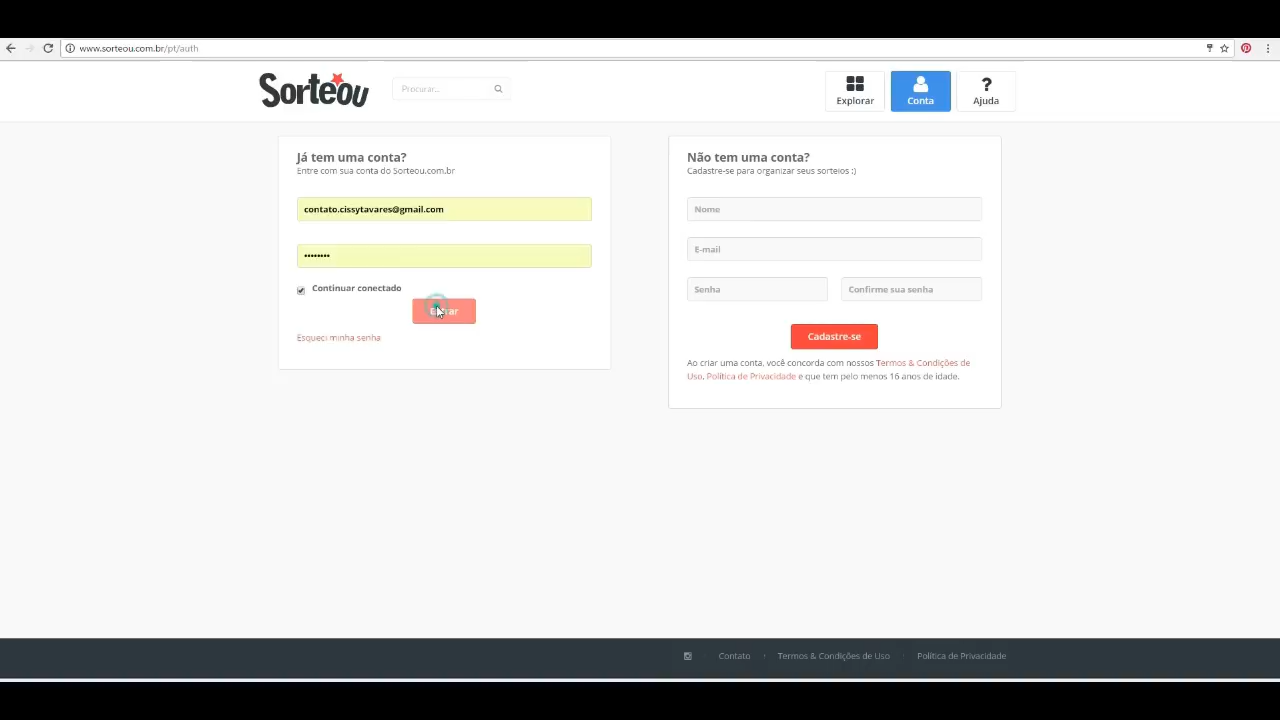 www.sorteou.com.br/pt/auth
Sorteou
Procurar...
Explorar
Conta
? Ajuda
Já tem uma conta?
Entre com sua conta do Sorteou.com.br
contato.cissytavares@gmail.com
••••••••
Continuar conectado
Esqueci minha senha
Não tem uma conta?
Cadastre-se para organizar seus sorteios :)
Nome
E-mail
Senha
Confirme sua senha
Cadastre-se
Ao criar uma conta, você concorda com nossos Termos & Condições de
Uso, Política de Privacidade e que tem pelo menos 16 anos de idade.
Contato
Termos & Condições de Uso
Política de Privacidade